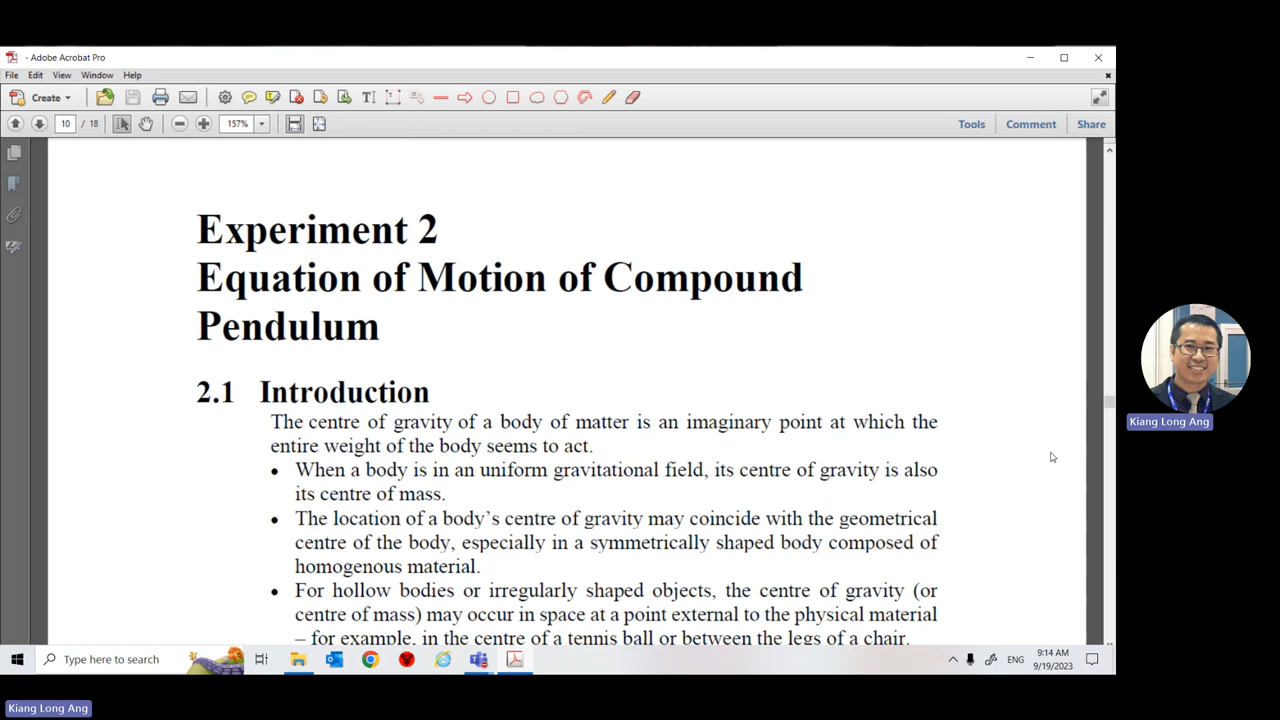 - Adobe Acrobat Pro
File Edit View Window Help
Create
10 / 18 157% Tools Comment Share
Experiment 2
Equation of Motion of Compound
Pendulum
2.1 Introduction
The centre of gravity of a body of matter is an imaginary point at which the
entire weight of the body seems to act.
• When a body is in an uniform gravitational field, its centre of gravity is also
its centre of mass.
• The location of a body's centre of gravity may coincide with the geometrical
centre of the body, especially in a symmetrically shaped body composed of
homogenous material.
• For hollow bodies or irregularly shaped objects, the centre of gravity (or
centre of mass) may occur in space at a point external to the physical material
– for example, in the centre of a tennis ball or between the legs of a chair.
Kiang Long Ang
Type here to search
ENG
9:14 AM
9/19/2023
Kiang Long Ang